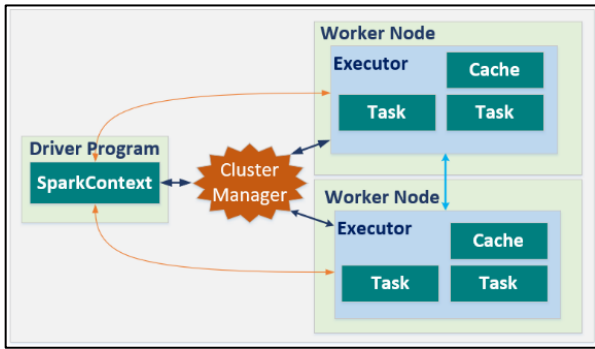 Worker Node
Executor
Cache
Task
Task
Driver Program
SparkContext
Cluster
Manager
Worker Node
Executor
Cache
Task
Task